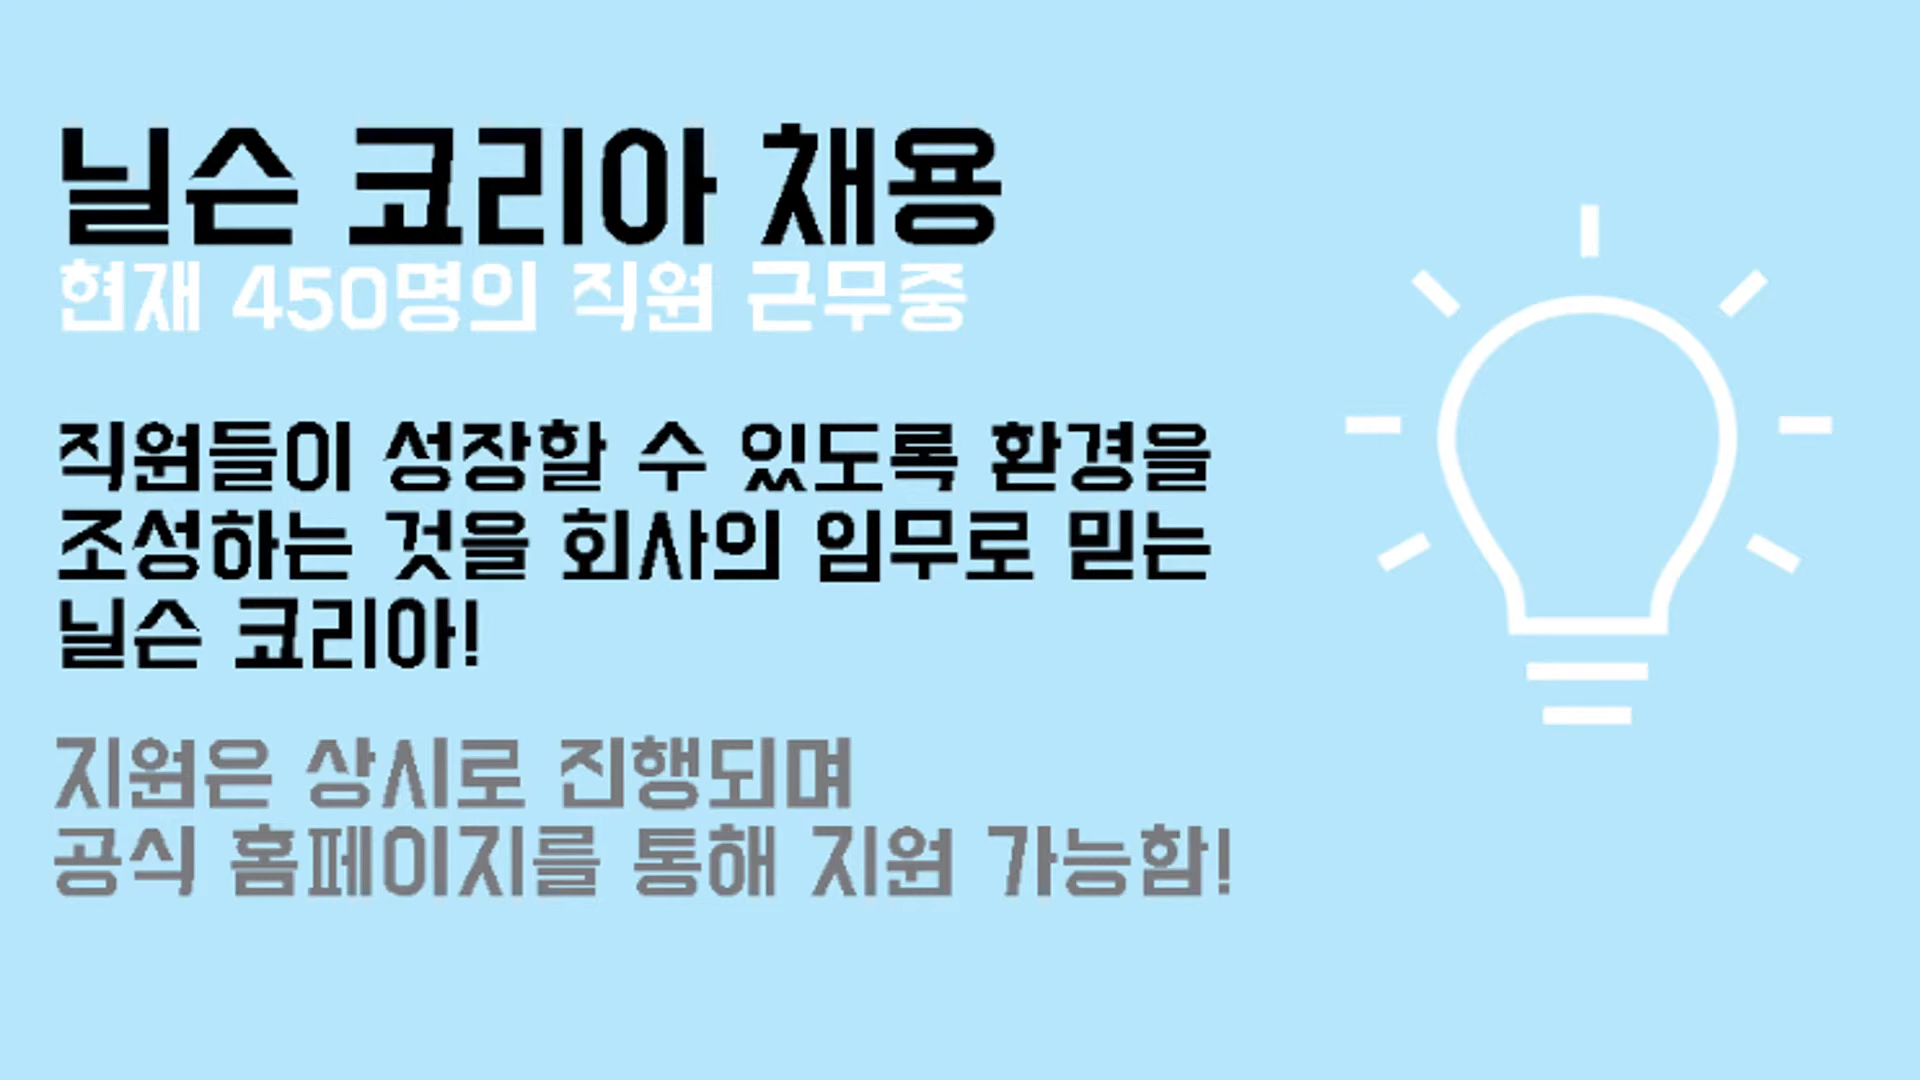 닐슨 코리아 채용
현재 450명의 직원 근무중
직원들이 성장할 수 있도록 환경을
조성하는 것을 회사의 임무로 믿는
닐슨 코리아!
지원은 상시로 진행되며
공식 홈페이지를 통해 지원 가능함!